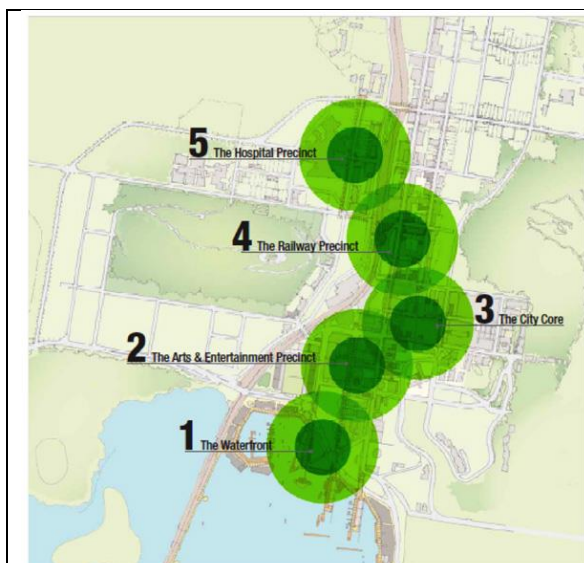 5 The Hospital Precinct
4 The Railway Precinct
3 The City Core
2 The Arts & Entertainment Precinct
1 The Waterfront